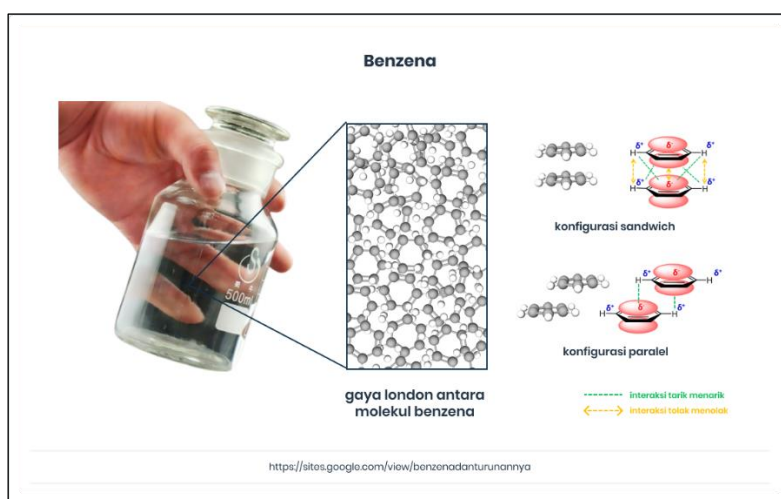 Benzena
500ml
gaya london antara
molekul benzena
δ⁺ δ⁻ δ⁺
H H
δ⁺ δ⁻ δ⁺
H H
konfigurasi sandwich
δ⁺ δ⁻ δ⁺
H H
δ⁺ δ⁻ δ⁺
H H
konfigurasi paralel
interaksi tarik menarik
interaksi tolak menolak
https://sites.google.com/view/benzenadanturunannya